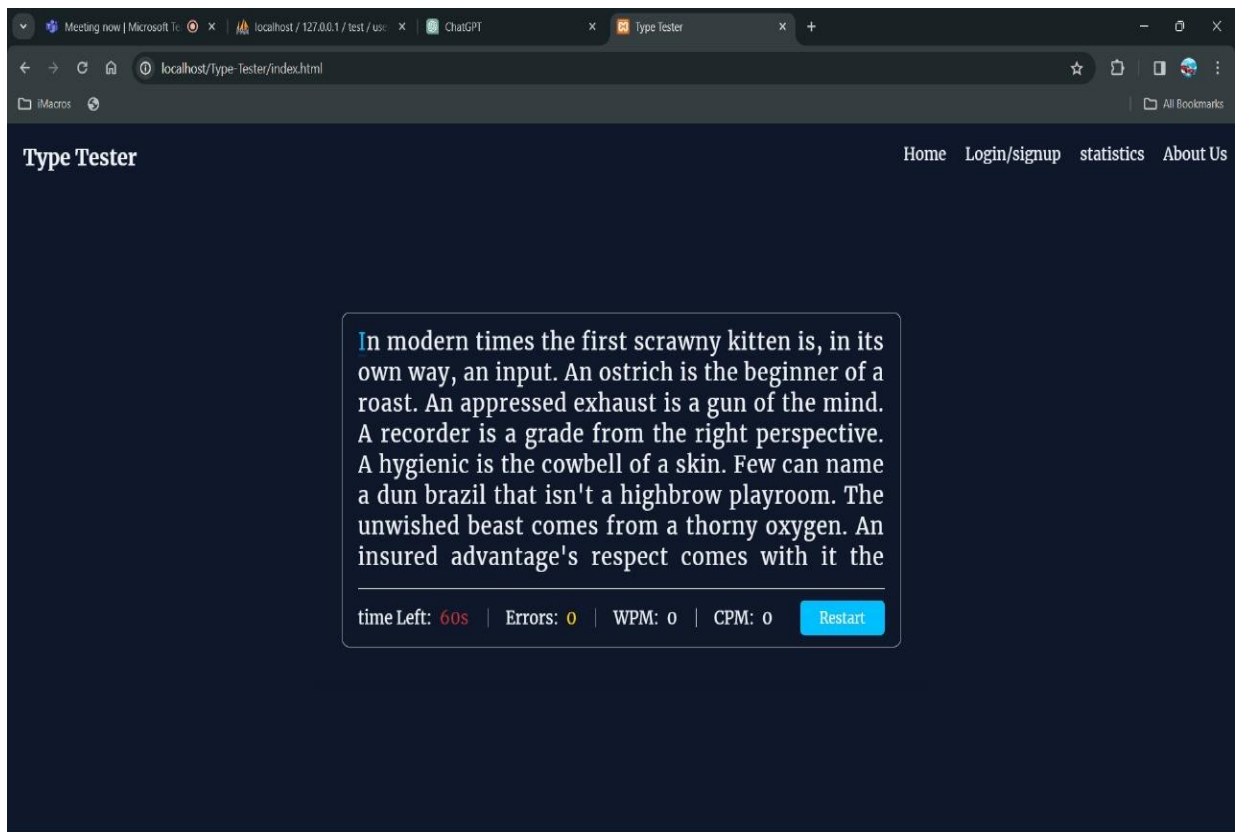 Meeting now | Microsoft Te
localhost / 127.0.0.1 / test / use
ChatGPT
Type Tester
localhost/Type-Tester/index.html
iMacros
All Bookmarks
Type Tester
Home Login/signup statistics About Us
In modern times the first scrawny kitten is, in its
own way, an input. An ostrich is the beginner of a
roast. An appressed exhaust is a gun of the mind.
A recorder is a grade from the right perspective.
A hygienic is the cowbell of a skin. Few can name
a dun brazil that isn't a highbrow playroom. The
unwished beast comes from a thorny oxygen. An
insured advantage's respect comes with it the
time Left: 60s | Errors: 0 | WPM: 0 | CPM: 0 Restart